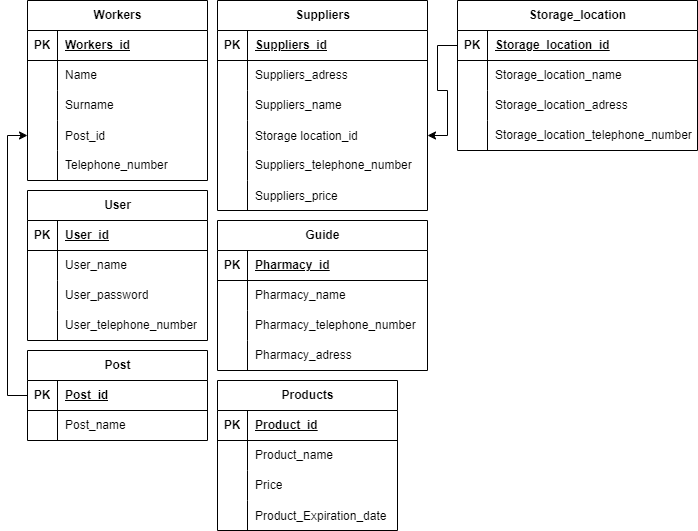 Workers
PK Workers_id
Name
Surname
Post_id
Telephone_number
Suppliers
PK Suppliers_id
Suppliers_adress
Suppliers_name
Storage location_id
Suppliers_telephone_number
Suppliers_price
Storage_location
PK Storage_location_id
Storage_location_name
Storage_location_adress
Storage_location_telephone_number
User
PK User_id
User_name
User_password
User_telephone_number
Guide
PK Pharmacy_id
Pharmacy_name
Pharmacy_telephone_number
Pharmacy_adress
Post
PK Post_id
Post_name
Products
PK Product_id
Product_name
Price
Product_Expiration_date